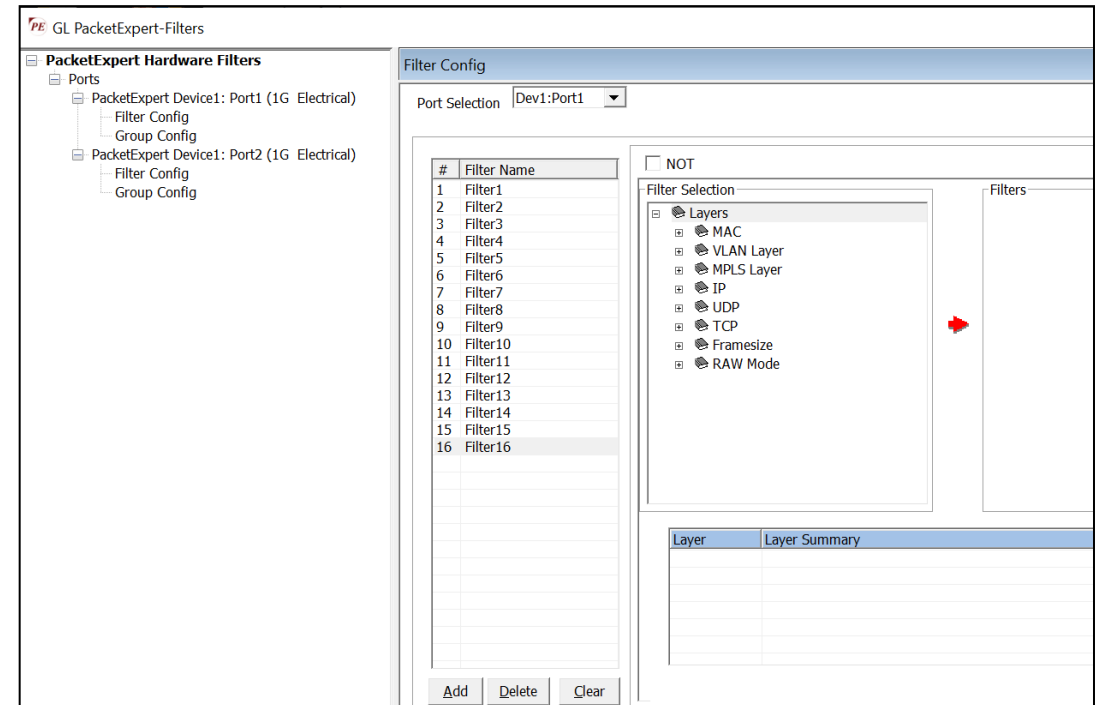 PE GL PacketExpert-Filters
PacketExpert Hardware Filters
Ports
PacketExpert Device1: Port1 (1G Electrical)
Filter Config
Group Config
PacketExpert Device1: Port2 (1G Electrical)
Filter Config
Group Config
Filter Config
Port Selection Dev1:Port1
# Filter Name
1 Filter1
2 Filter2
3 Filter3
4 Filter4
5 Filter5
6 Filter6
7 Filter7
8 Filter8
9 Filter9
10 Filter10
11 Filter11
12 Filter12
13 Filter13
14 Filter14
15 Filter15
16 Filter16
Add Delete Clear
NOT
Filter Selection
Layers
MAC
VLAN Layer
MPLS Layer
IP
UDP
TCP
Framesize
RAW Mode
Filters
Layer Layer Summary